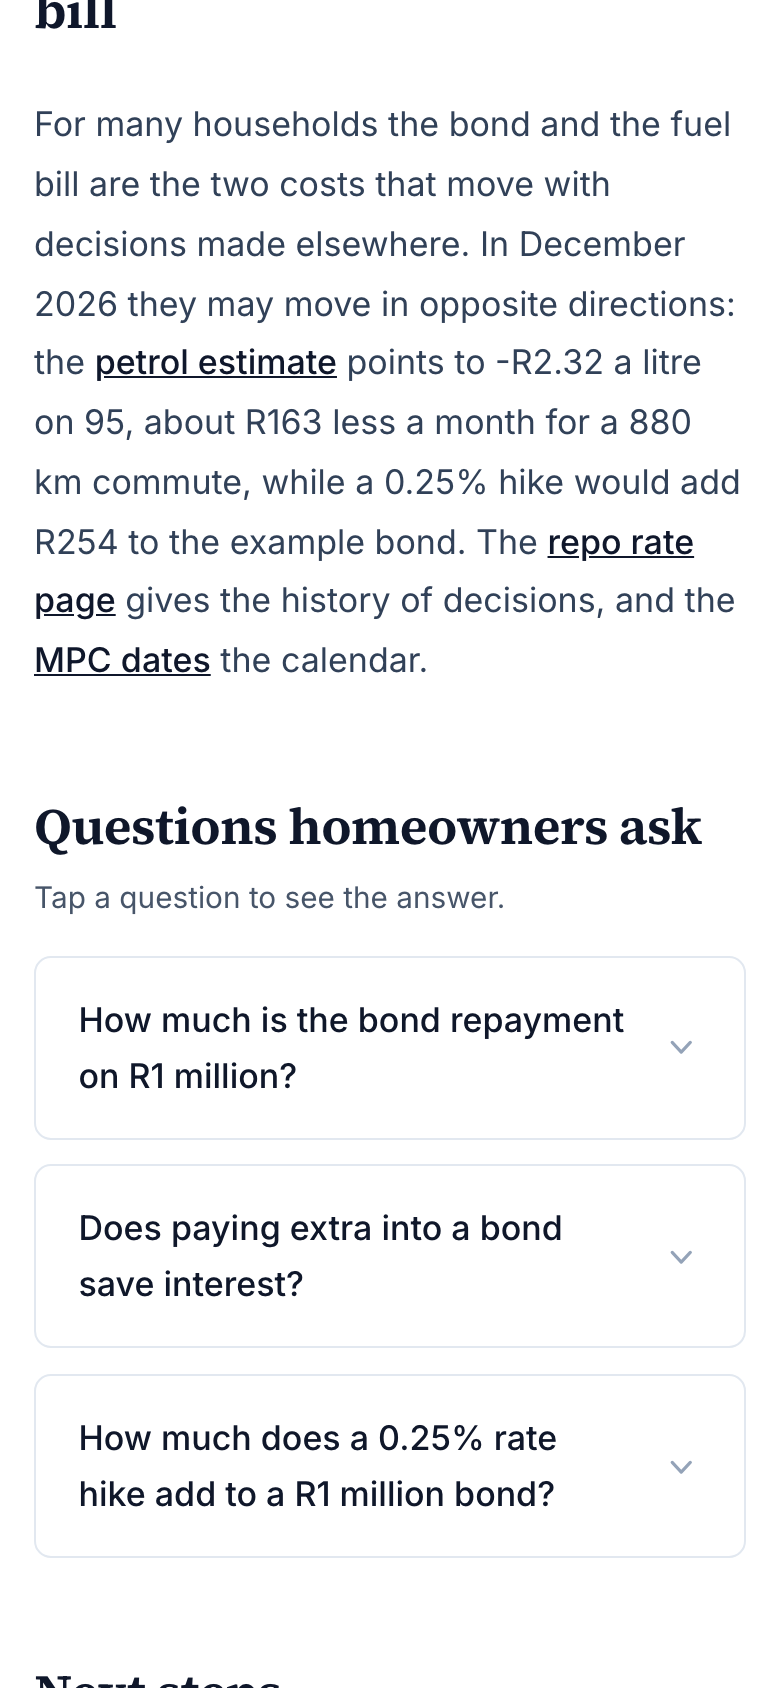 bill
For many households the bond and the fuel
bill are the two costs that move with
decisions made elsewhere. In December
2026 they may move in opposite directions:
the petrol estimate points to -R2.32 a litre
on 95, about R163 less a month for a 880
km commute, while a 0.25% hike would add
R254 to the example bond. The repo rate
page gives the history of decisions, and the
MPC dates the calendar.
Questions homeowners ask
Tap a question to see the answer.
How much is the bond repayment
on R1 million?
Does paying extra into a bond
save interest?
How much does a 0.25% rate
hike add to a R1 million bond?
Next steps